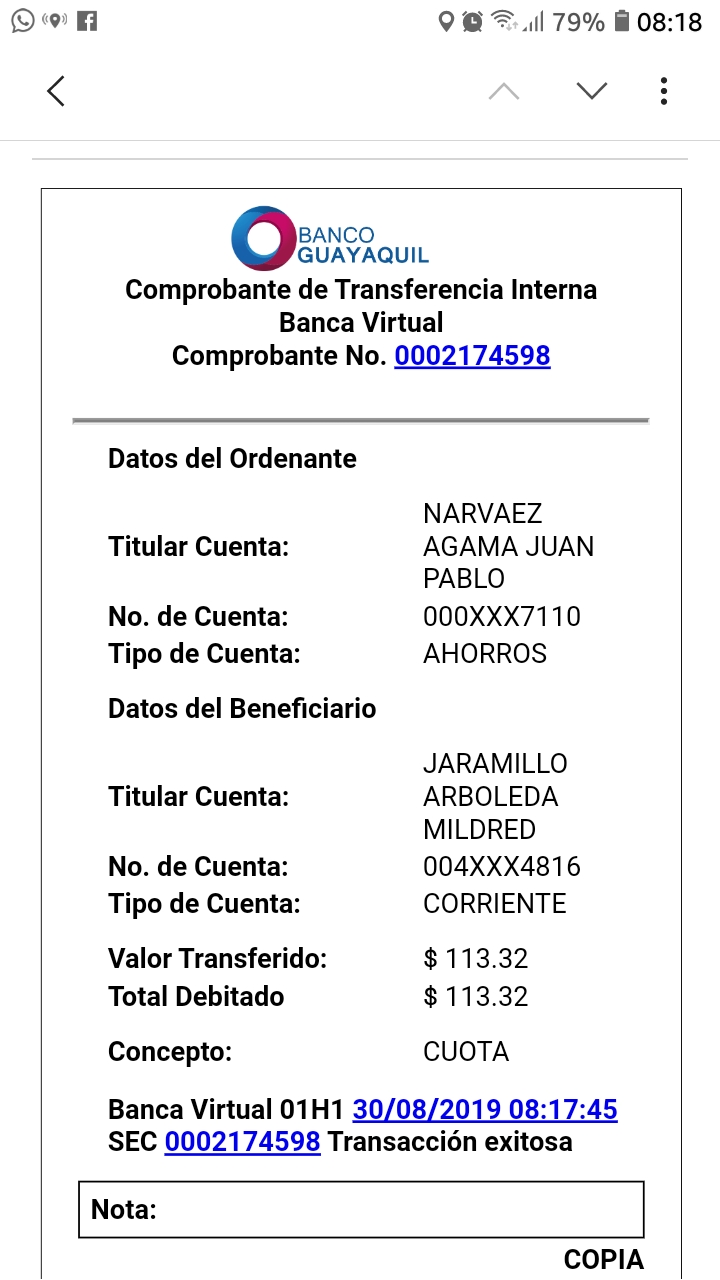 79% 08:18
BANCO
GUAYAQUIL
Comprobante de Transferencia Interna
Banca Virtual
Comprobante No. 0002174598
Datos del Ordenante
NARVAEZ
Titular Cuenta: AGAMA JUAN
PABLO
No. de Cuenta: 000XXX7110
Tipo de Cuenta: AHORROS
Datos del Beneficiario
JARAMILLO
Titular Cuenta: ARBOLEDA
MILDRED
No. de Cuenta: 004XXX4816
Tipo de Cuenta: CORRIENTE
Valor Transferido: $ 113.32
Total Debitado $ 113.32
Concepto: CUOTA
Banca Virtual 01H1 30/08/2019 08:17:45
SEC 0002174598 Transacción exitosa
Nota:
COPIA